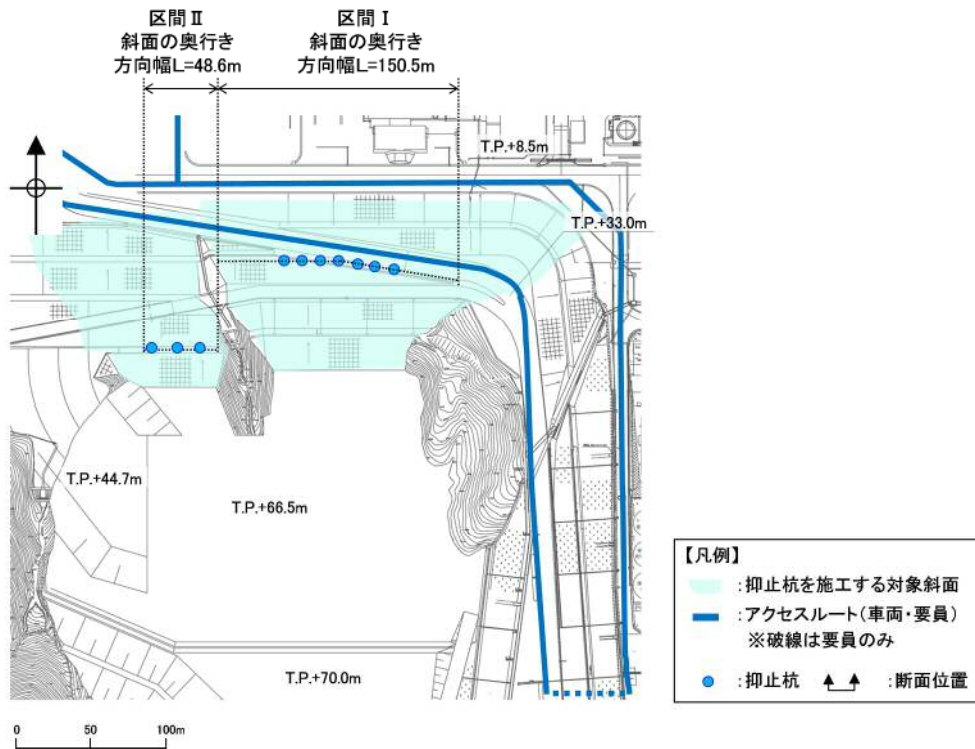 区間Ⅱ
斜面の奥行き
方向幅L=48.6m
区間Ⅰ
斜面の奥行き
方向幅L=150.5m
T.P.+8.5m
T.P.+33.0m
T.P.+44.7m
T.P.+66.5m
T.P.+70.0m
【凡例】
:抑止杭を施工する対象斜面
:アクセスルート(車両・要員)
※破線は要員のみ
:抑止杭
:断面位置
0 50 100m